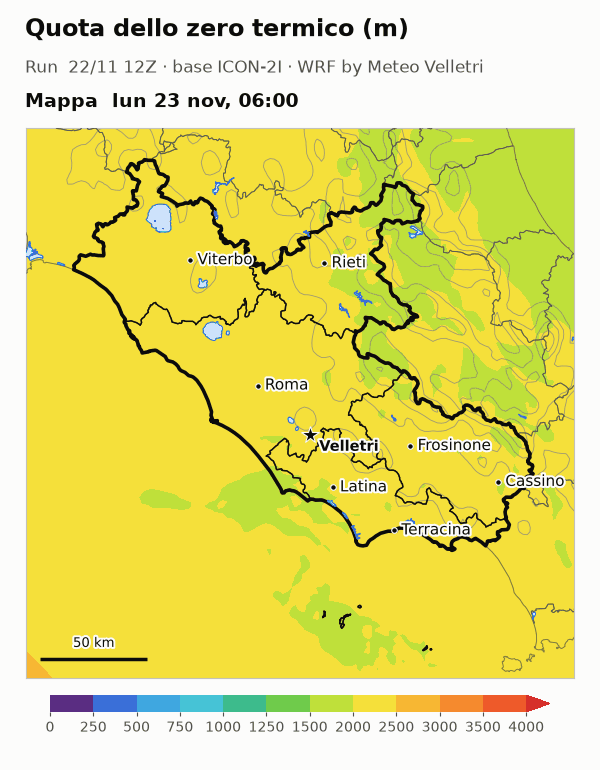 Quota dello zero termico (m)
Run  22/11 12Z · base ICON-2I · WRF by Meteo Velletri
Mappa  lun 23 nov, 06:00
Viterbo
Rieti
Roma
Velletri
Frosinone
Cassino
Latina
Terracina
50 km
0 250 500 750 1000 1250 1500 2000 2500 3000 3500 4000